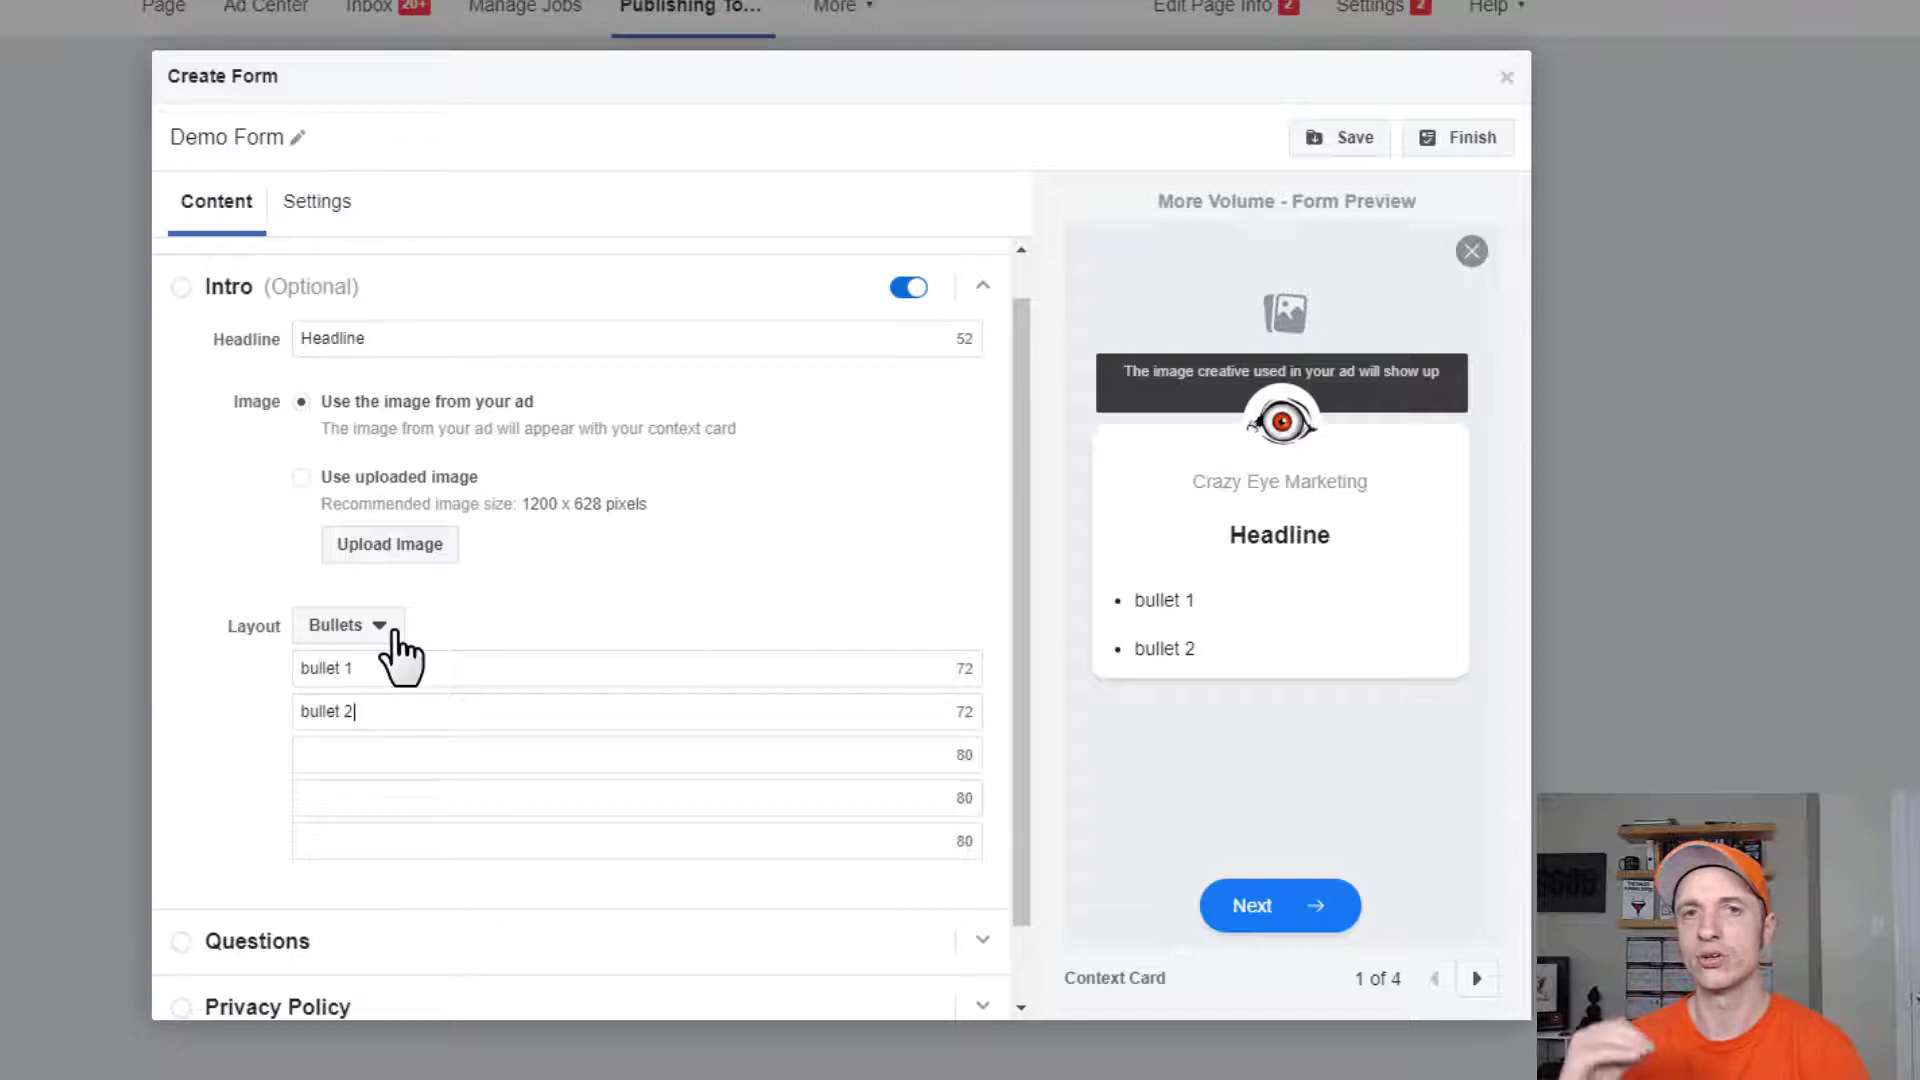 Page Ad Center Inbox 20+ Manage Jobs Publishing To... More Edit Page Info 2 Settings 2 Help
Create Form
Demo Form
Save Finish
Content Settings
More Volume - Form Preview
Intro (Optional)
Headline Headline 52
Image Use the image from your ad
The image from your ad will appear with your context card
Use uploaded image
Recommended image size: 1200 x 628 pixels
Upload Image
Layout Bullets
bullet 1 72
bullet 2 72
80
80
80
Questions
Privacy Policy
The image creative used in your ad will show up
Crazy Eye Marketing
Headline
• bullet 1
• bullet 2
Next
Context Card 1 of 4